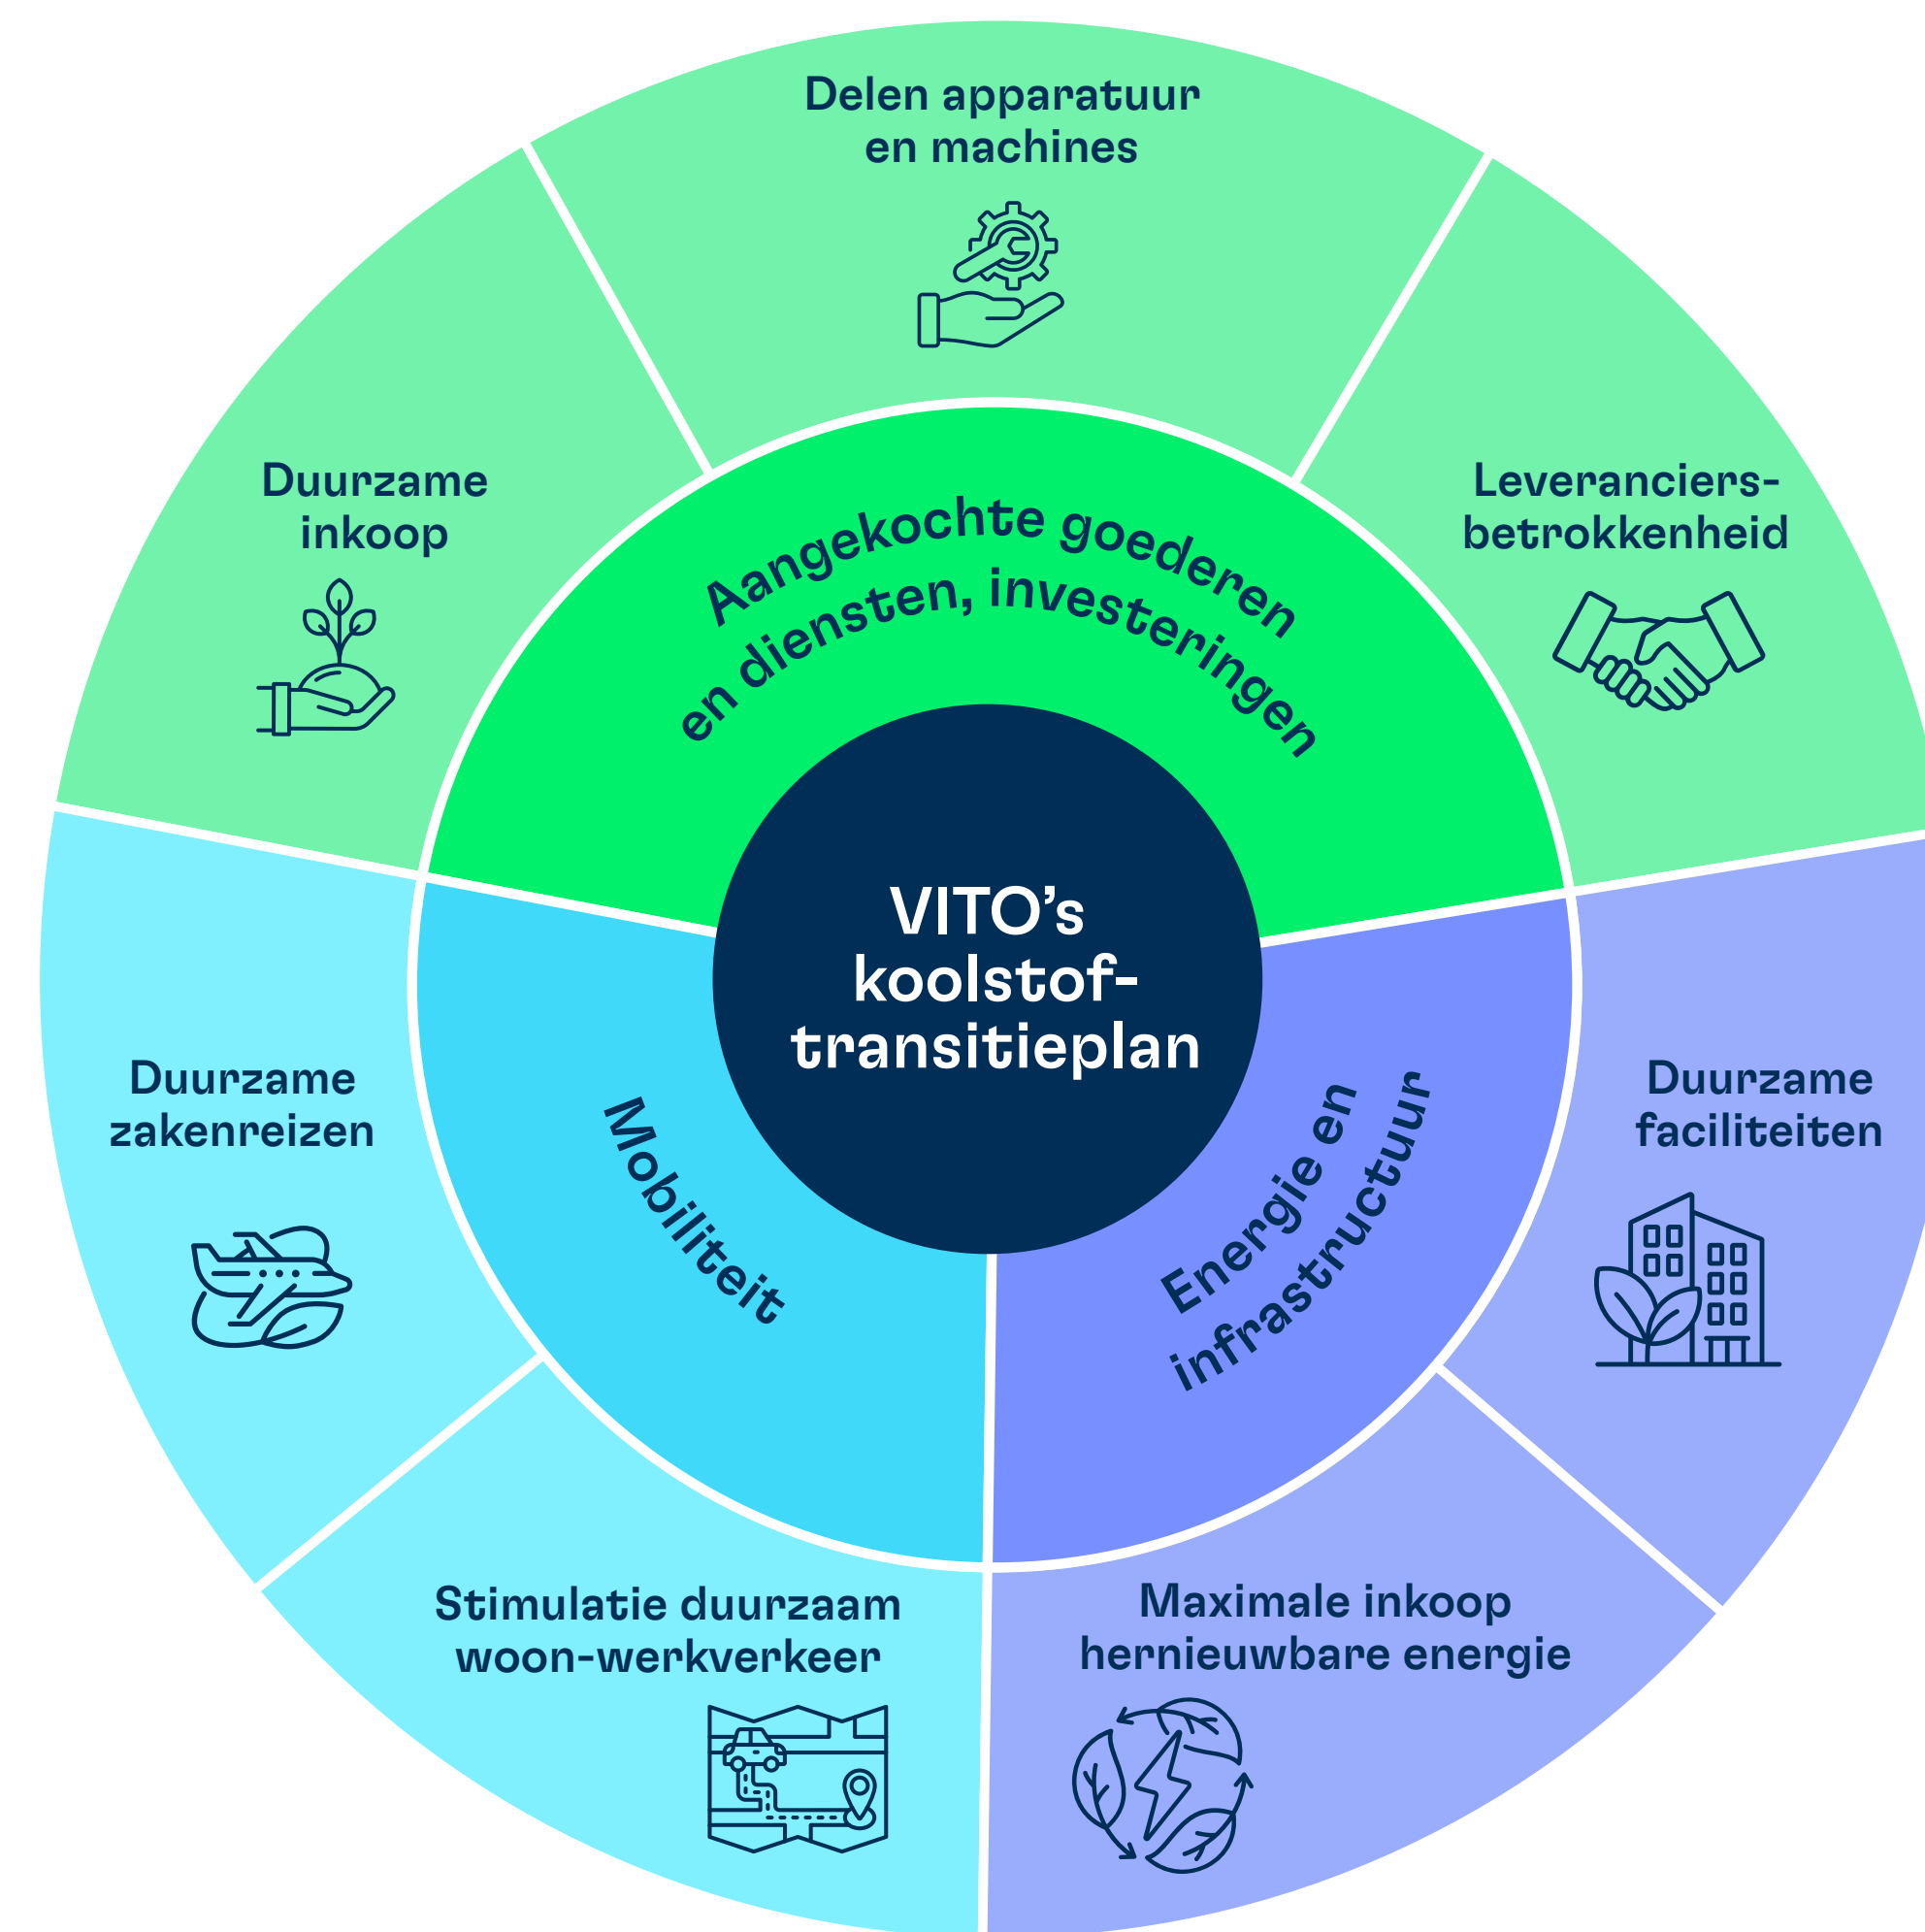 Delen apparatuur
en machines
Duurzame
inkoop
Leveranciers-
betrokkenheid
Aangekochte goederen
en diensten, investeringen
VITO’s
koolstof-
transitieplan
Duurzame
zakenreizen
Mobiliteit
Energie en
infrastructuur
Duurzame
faciliteiten
Stimulatie duurzaam
woon-werkverkeer
Maximale inkoop
hernieuwbare energie